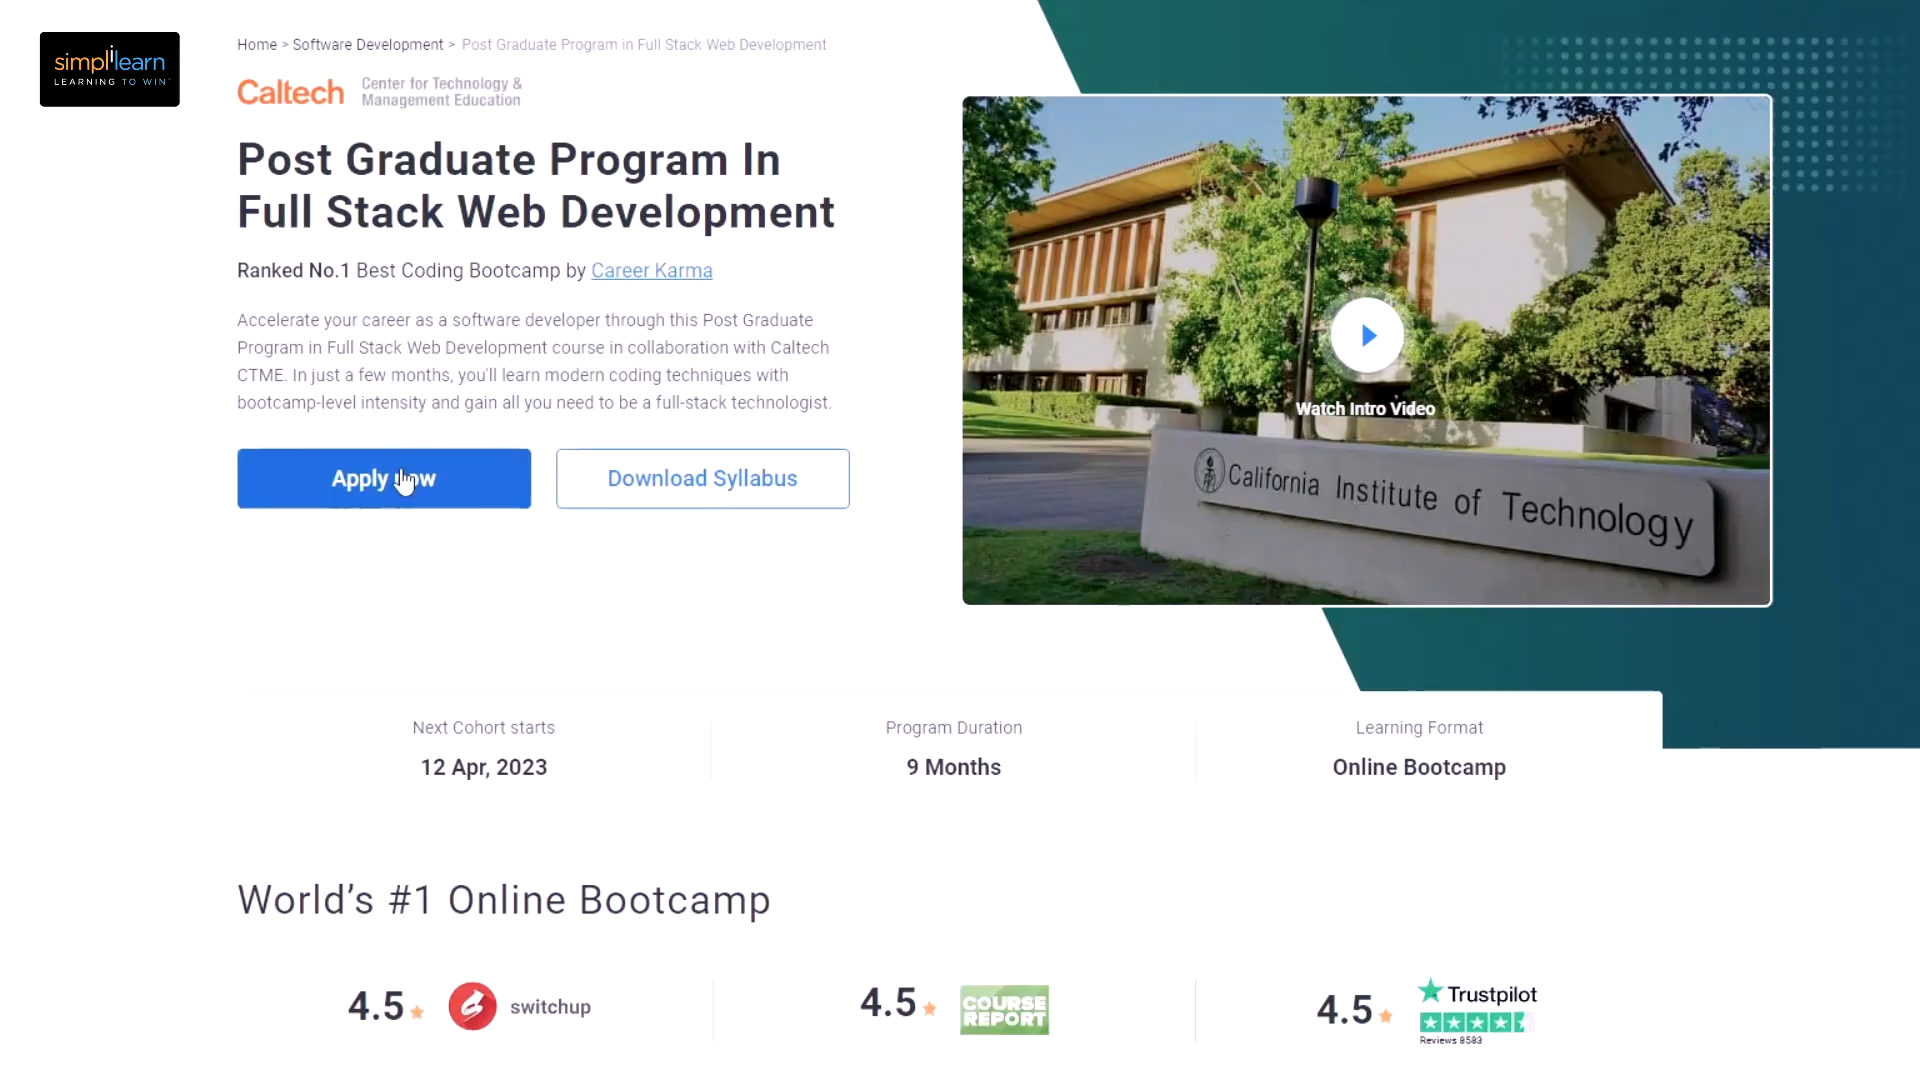 simplilearn
LEARNING TO WIN
Home > Software Development > Post Graduate Program in Full Stack Web Development
Caltech
Center for Technology &
Management Education
Post Graduate Program In
Full Stack Web Development
Ranked No.1 Best Coding Bootcamp by Career Karma
Accelerate your career as a software developer through this Post Graduate
Program in Full Stack Web Development course in collaboration with Caltech
CTME. In just a few months, you'll learn modern coding techniques with
bootcamp-level intensity and gain all you need to be a full-stack technologist.
Apply Now
Download Syllabus
Watch Intro Video
California Institute of Technology
Next Cohort starts
12 Apr, 2023
Program Duration
9 Months
Learning Format
Online Bootcamp
World's #1 Online Bootcamp
4.5
switchup
4.5
COURSE
REPORT
4.5
Trustpilot
Reviews 8583